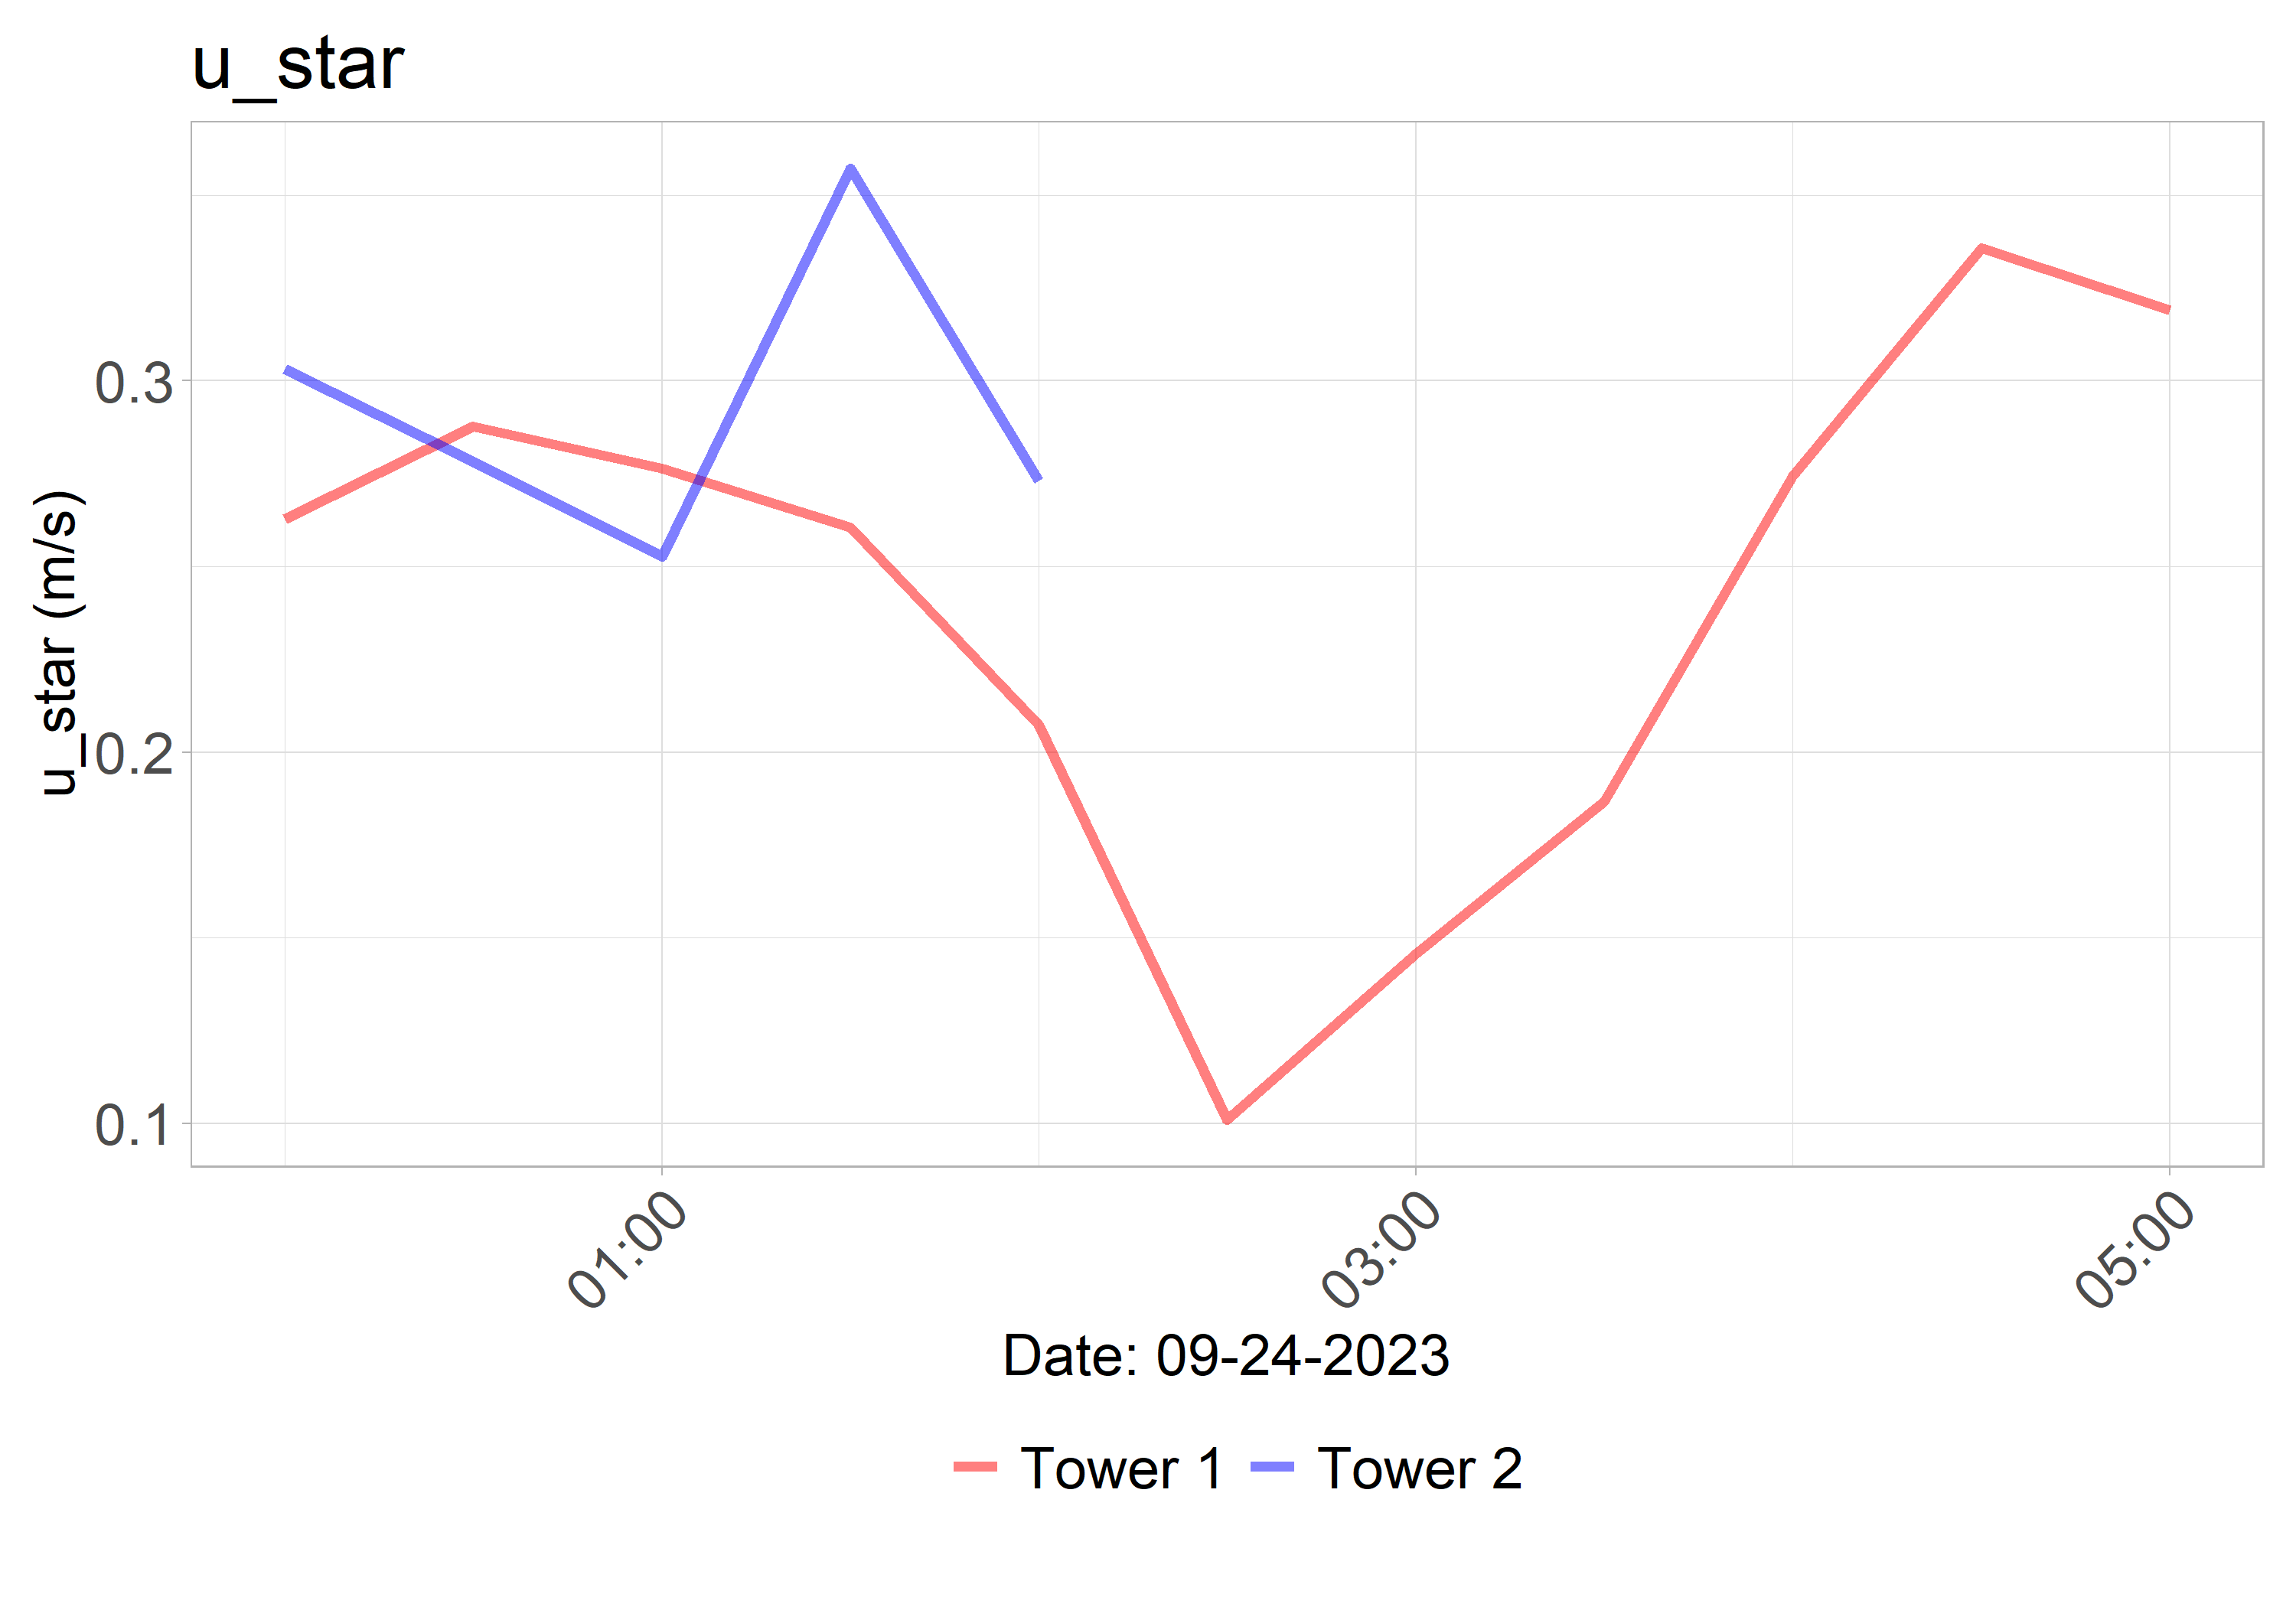 u_star
u_star (m/s)
0.3
0.2
0.1
01:00
03:00
05:00
Date: 09-24-2023
Tower 1
Tower 2